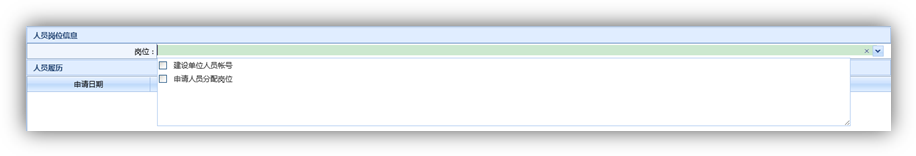 人员岗位信息
岗位：
建设单位人员帐号
人员履历
申请人员分配岗位
申请日期